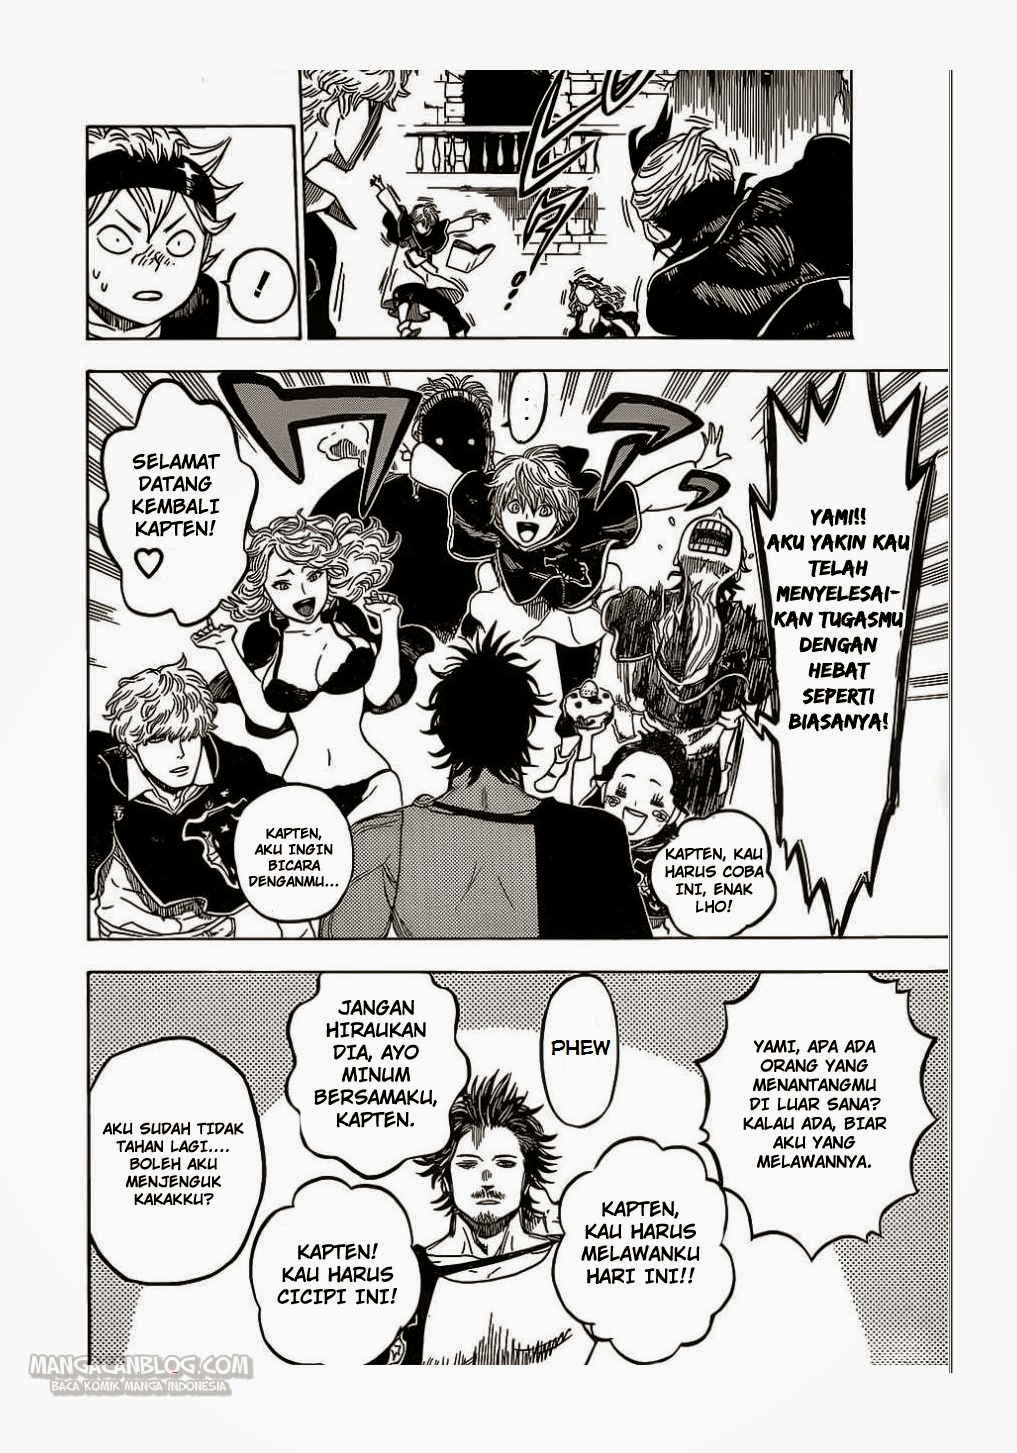 !
ピタ
ワッ
...
YAMI!!
AKU YAKIN KAU
TELAH
MENYELESAI-
KAN TUGASMU
DENGAN
HEBAT
SEPERTI
BIASANYA!
SELAMAT
DATANG
KEMBALI
KAPTEN!
♡
KAPTEN,
AKU INGIN
BICARA
DENGANMU...
KAPTEN, KAU
HARUS COBA
INI, ENAK
LHO!
YAMI, APA ADA
ORANG YANG
MENANTANGMU
DI LUAR SANA?
KALAU ADA, BIAR
AKU YANG
MELAWANNYA.
PHEW
JANGAN
HIRAUKAN
DIA, AYO
MINUM
BERSAMAKU,
KAPTEN.
AKU SUDAH TIDAK
TAHAN LAGI....
BOLEH AKU
MENJENGUK
KAKAKKU?
KAPTEN,
KAU HARUS
MELAWANKU
HARI INI!!
KAPTEN!
KAU HARUS
CICIPI INI!
MANGACANBLOG.COM
BACA KOMIK MANGA INDONESIA